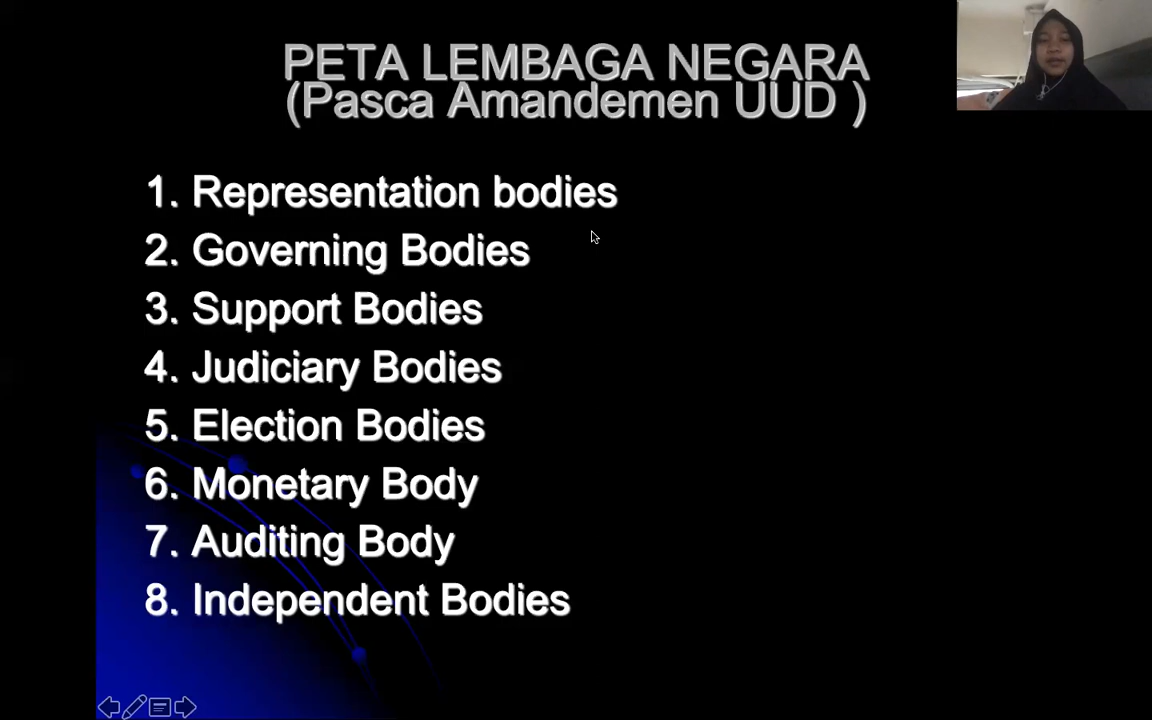 PETA LEMBAGA NEGARA
(Pasca Amandemen UUD )
1. Representation bodies
2. Governing Bodies
3. Support Bodies
4. Judiciary Bodies
5. Election Bodies
6. Monetary Body
7. Auditing Body
8. Independent Bodies